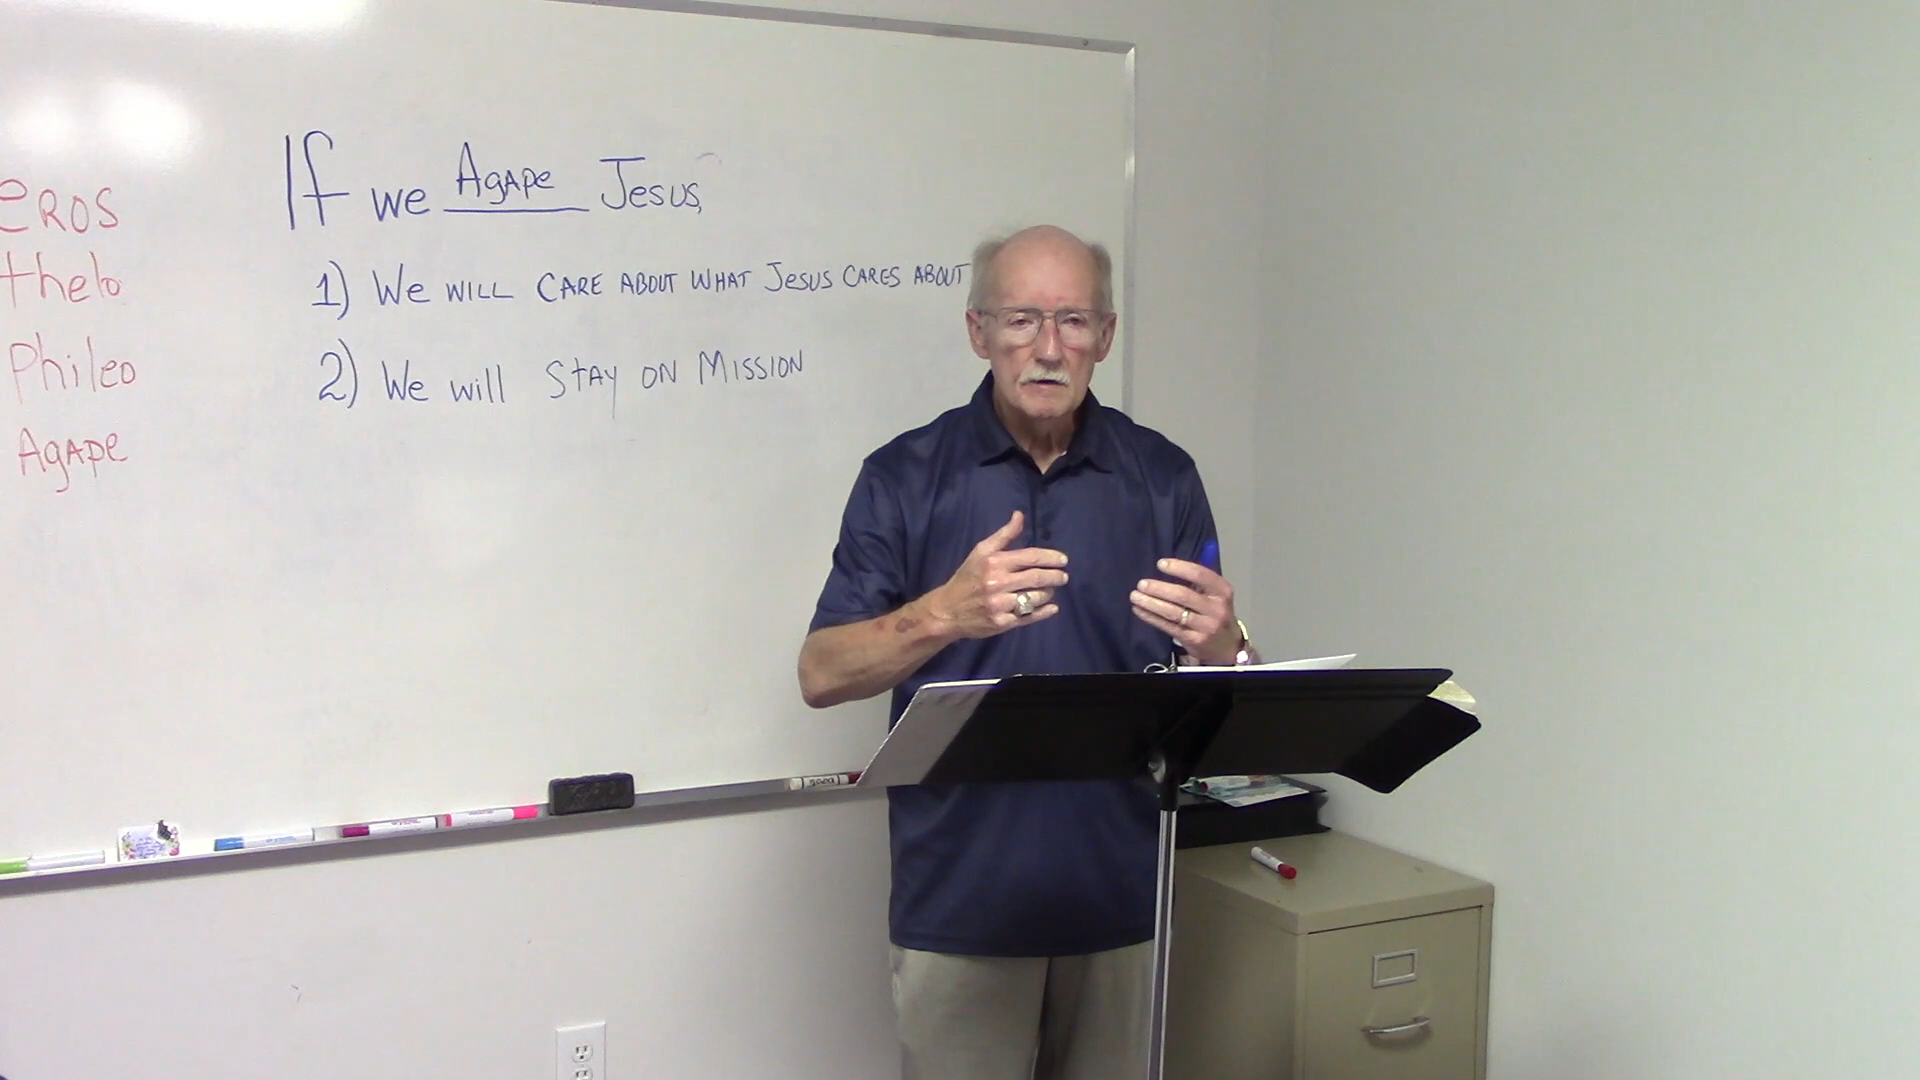 eros
thelo
Phileo
Agape
If we Agape Jesus,
1) We will care about what Jesus cares about
2) We will stay on Mission
EXPO